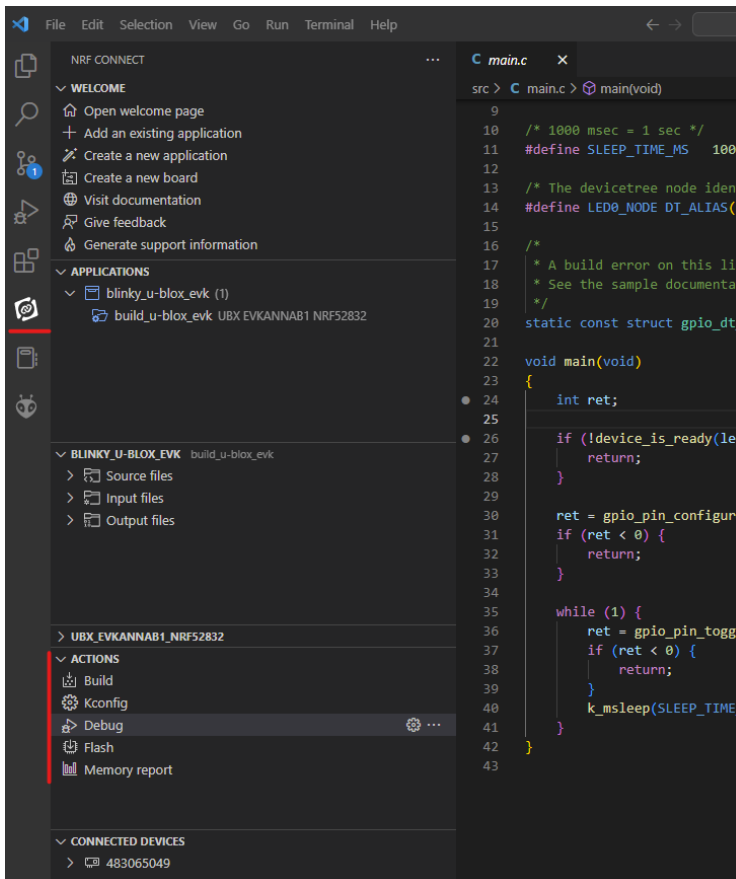 File Edit Selection View Go Run Terminal Help
NRF CONNECT ...
WELCOME
Open welcome page
Add an existing application
Create a new application
Create a new board
Visit documentation
Give feedback
Generate support information
APPLICATIONS
blinky_u-blox_evk (1)
build_u-blox_evk UBX EVKANNAB1 NRF52832
1
BLINKY_U-BLOX_EVK build_u-blox_evk
Source files
Input files
Output files
UBX_EVKANNAB1_NRF52832
ACTIONS
Build
Kconfig
Debug ...
Flash
Memory report
CONNECTED DEVICES
483065049
C main.c
src > C main.c > main(void)
9
10 /* 1000 msec = 1 sec */
11 #define SLEEP_TIME_MS 100
12
13 /* The devicetree node iden
14 #define LED0_NODE DT_ALIAS(
15
16 /*
17 * A build error on this li
18 * See the sample documenta
19 */
20 static const struct gpio_dt
21
22 void main(void)
23 {
24 int ret;
25
26 if (!device_is_ready(le
27 return;
28 }
29
30 ret = gpio_pin_configur
31 if (ret < 0) {
32 return;
33 }
34
35 while (1) {
36 ret = gpio_pin_togg
37 if (ret < 0) {
38 return;
39 }
40 k_msleep(SLEEP_TIME
41 }
42 }
43